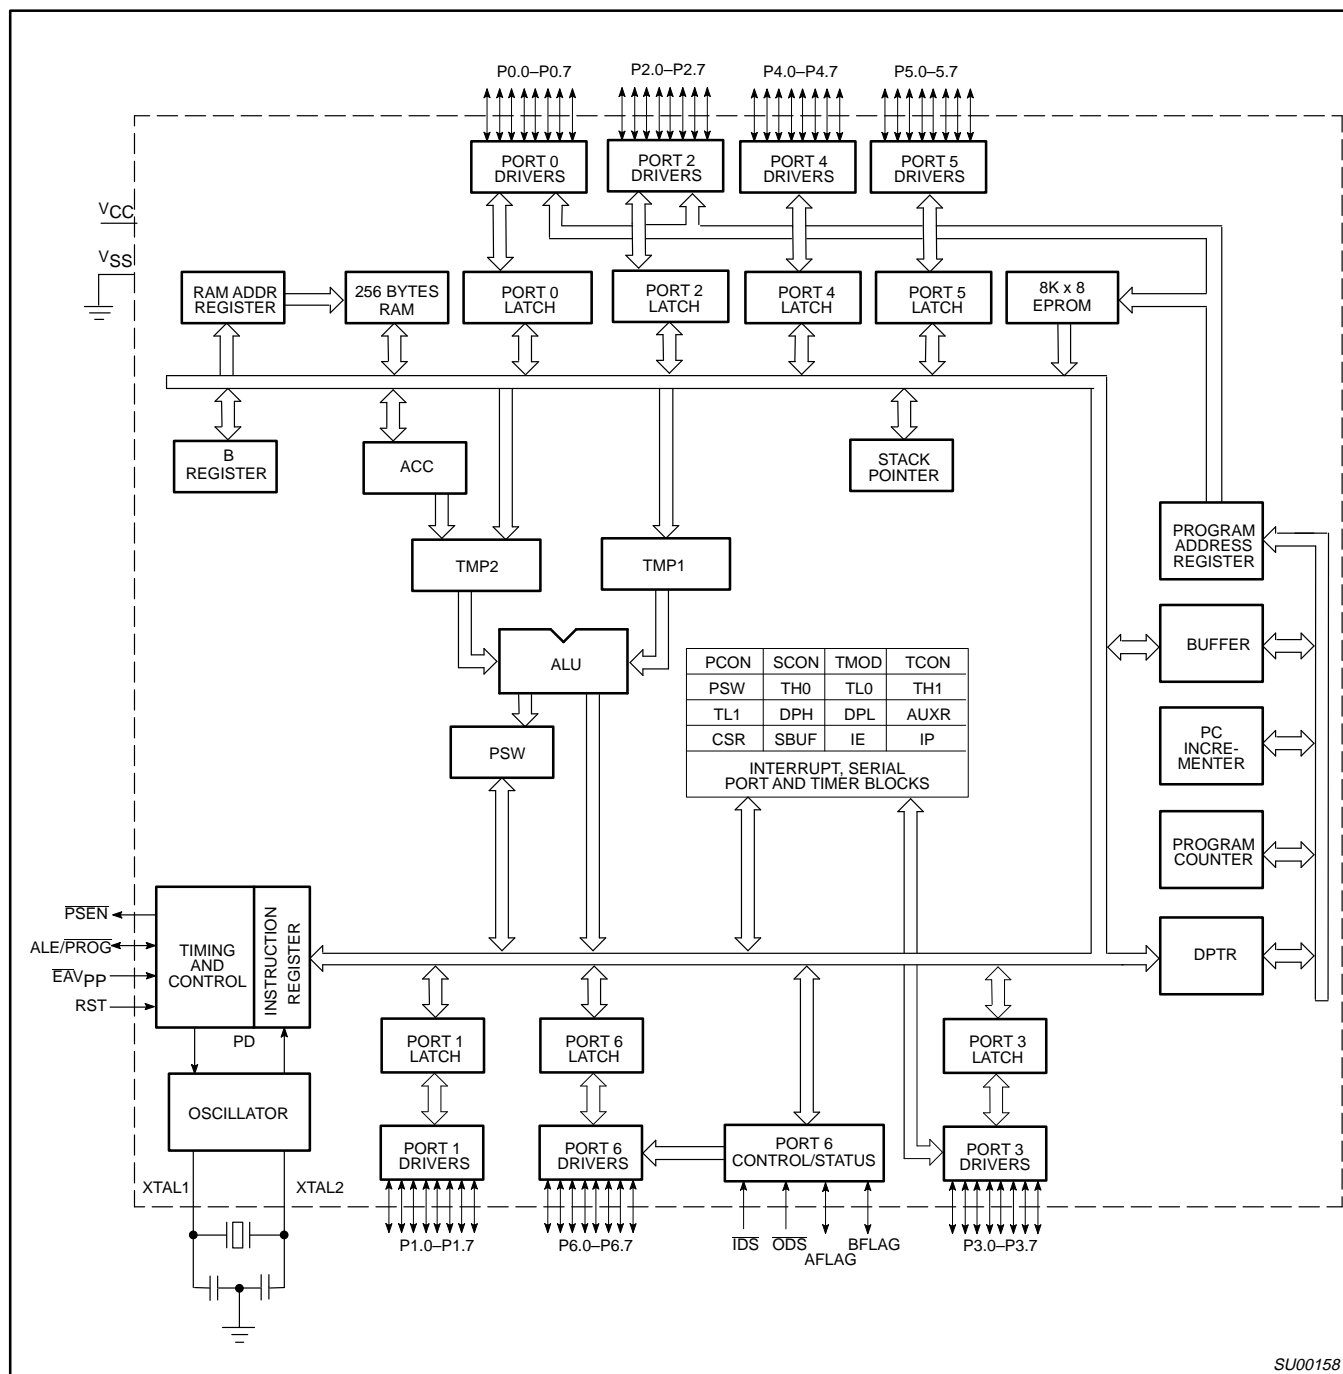 P0.0–P0.7
P2.0–P2.7
P4.0–P4.7
P5.0–5.7
PORT 0
DRIVERS
PORT 2
DRIVERS
PORT 4
DRIVERS
PORT 5
DRIVERS
VCC
VSS
RAM ADDR
REGISTER
256 BYTES
RAM
PORT 0
LATCH
PORT 2
LATCH
PORT 4
LATCH
PORT 5
LATCH
8K x 8
EPROM
B
REGISTER
ACC
STACK
POINTER
TMP2
TMP1
PROGRAM
ADDRESS
REGISTER
ALU
BUFFER
PCON SCON TMOD TCON
PSW TH0 TL0 TH1
TL1 DPH DPL AUXR
CSR SBUF IE IP
INTERRUPT, SERIAL
PORT AND TIMER BLOCKS
PSW
PC
INCRE-
MENTER
PROGRAM
COUNTER
PSEN
ALE/PROG
EAVPP
RST
TIMING
AND
CONTROL
INSTRUCTION
REGISTER
DPTR
PD
PORT 1
LATCH
PORT 6
LATCH
PORT 3
LATCH
OSCILLATOR
PORT 1
DRIVERS
PORT 6
DRIVERS
PORT 6
CONTROL/STATUS
PORT 3
DRIVERS
XTAL1
XTAL2
P1.0–P1.7
P6.0–P6.7
IDS
ODS
AFLAG
BFLAG
P3.0–P3.7
SU00158